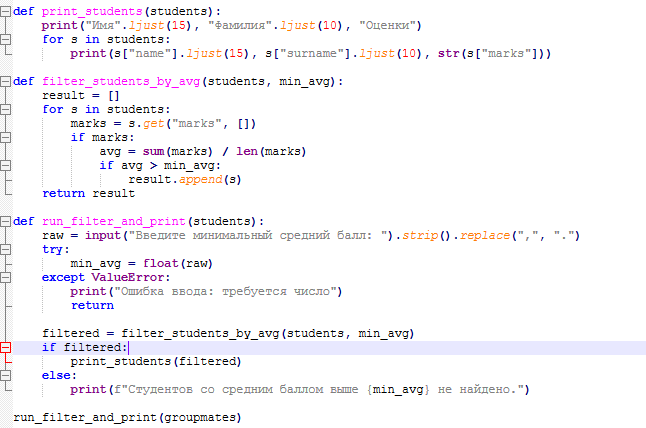 def print_students(students):
    print("Имя".ljust(15), "Фамилия".ljust(10), "Оценки")
    for s in students:
        print(s["name"].ljust(15), s["surname"].ljust(10), str(s["marks"]))

def filter_students_by_avg(students, min_avg):
    result = []
    for s in students:
        marks = s.get("marks", [])
        if marks:
            avg = sum(marks) / len(marks)
            if avg > min_avg:
                result.append(s)
    return result

def run_filter_and_print(students):
    raw = input("Введите минимальный средний балл: ").strip().replace(",", ".")
    try:
        min_avg = float(raw)
    except ValueError:
        print("Ошибка ввода: требуется число")
        return

    filtered = filter_students_by_avg(students, min_avg)
    if filtered:
        print_students(filtered)
    else:
        print(f"Студентов со средним баллом выше {min_avg} не найдено.")

run_filter_and_print(groupmates)